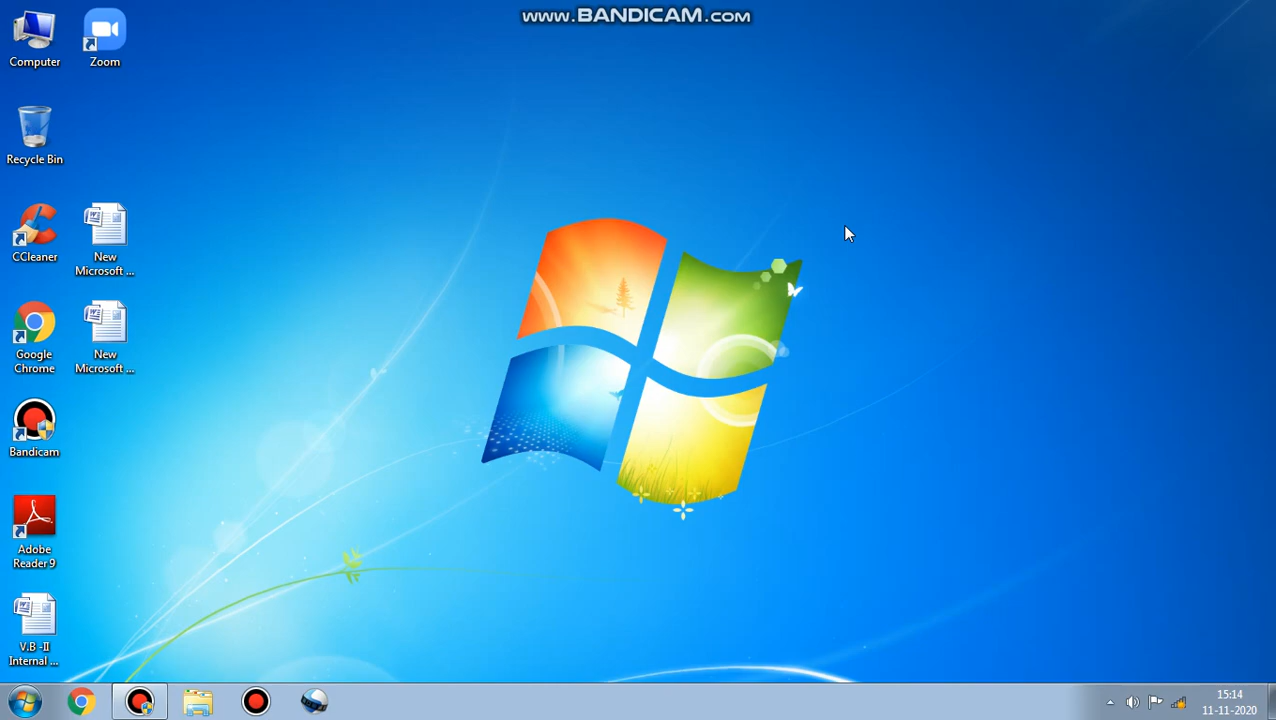 www.BANDICAM.com
Computer
Zoom
Recycle Bin
CCleaner
New
Microsoft ...
Google
Chrome
New
Microsoft ...
Bandicam
Adobe
Reader 9
V.B -II
Internal ...
15:14
11-11-2020